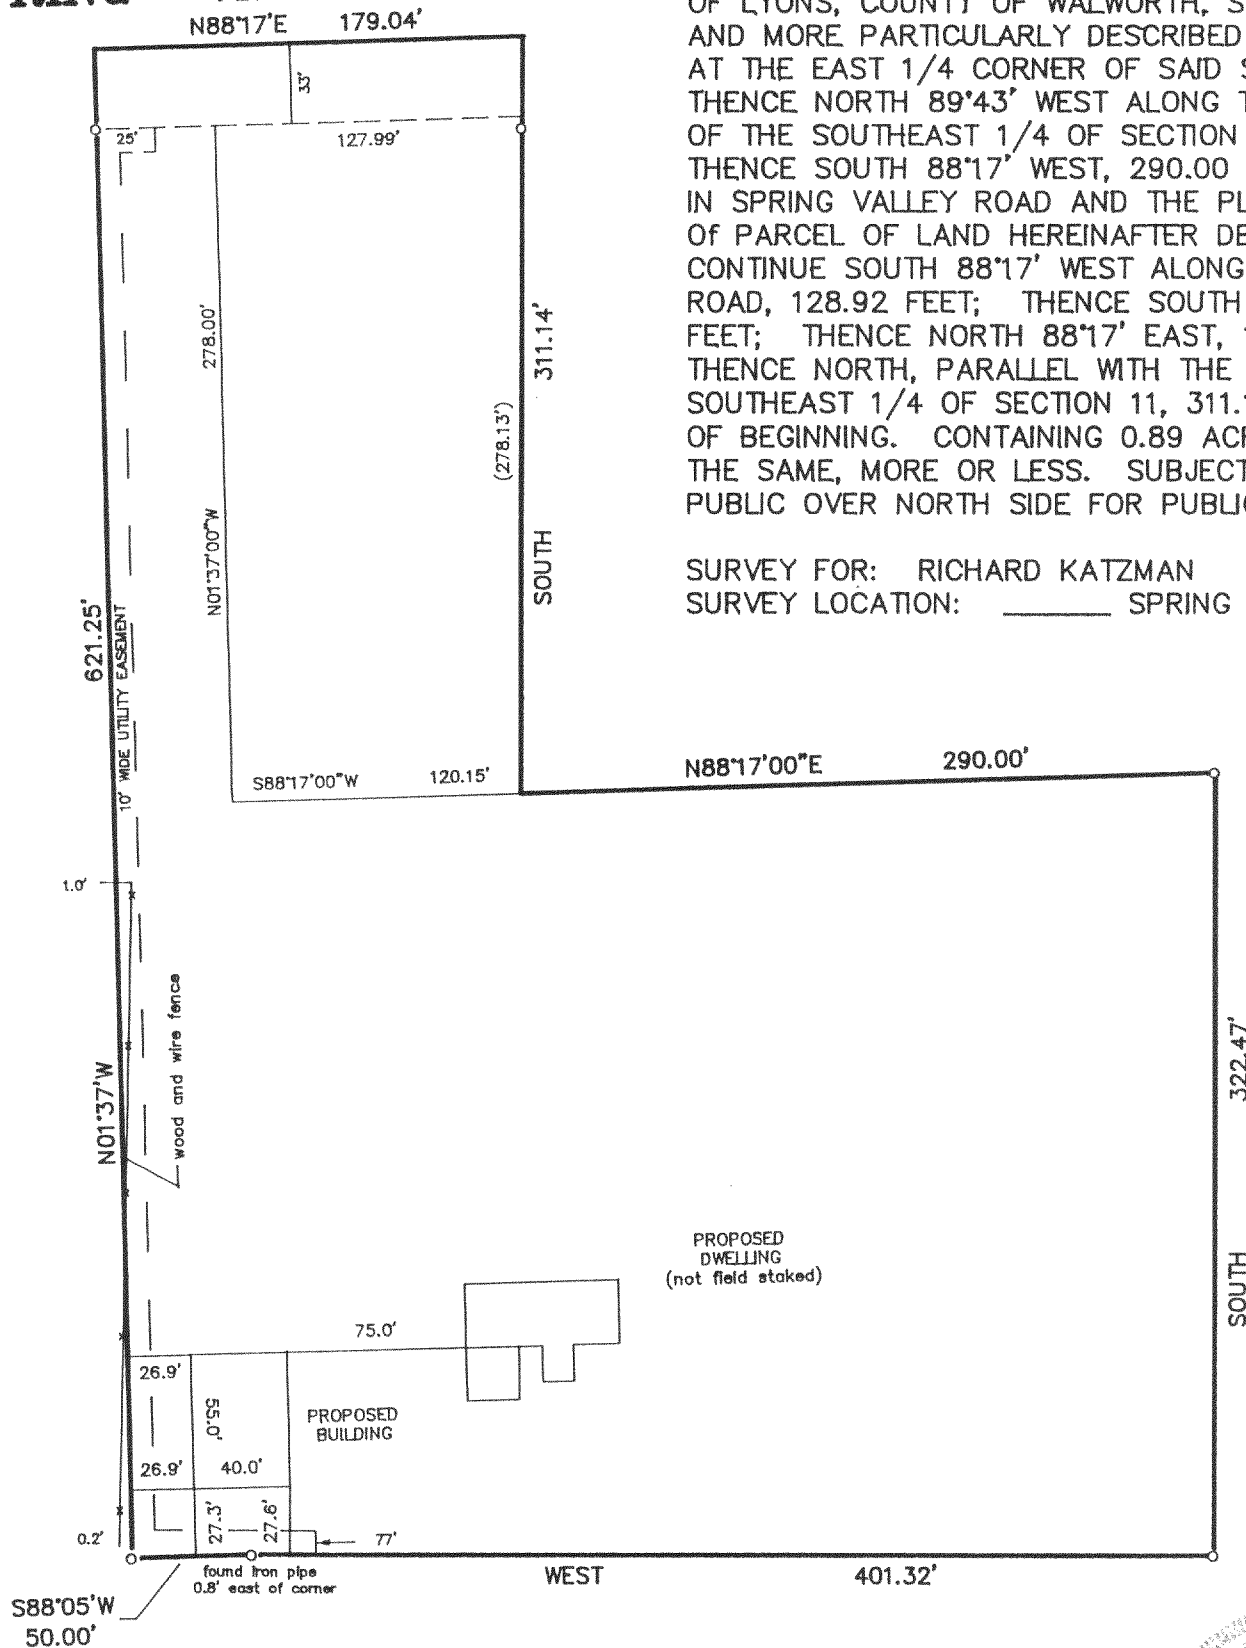 N88°17'E 179.04'
33'
25'
127.99'
278.00'
N01°37'00"W
311.14'
(278.13')
SOUTH
621.25'
10' WIDE UTILITY EASEMENT
S88°17'00"W 120.15'
N88°17'00"E 290.00'
OF LYONS, COUNTY OF WALWORTH, S
AND MORE PARTICULARLY DESCRIBED
AT THE EAST 1/4 CORNER OF SAID S
THENCE NORTH 89°43' WEST ALONG T
OF THE SOUTHEAST 1/4 OF SECTION
THENCE SOUTH 88°17' WEST, 290.00
IN SPRING VALLEY ROAD AND THE PL
Of PARCEL OF LAND HEREINAFTER DE
CONTINUE SOUTH 88°17' WEST ALONG
ROAD, 128.92 FEET; THENCE SOUTH
FEET; THENCE NORTH 88°17' EAST,
THENCE NORTH, PARALLEL WITH THE
SOUTHEAST 1/4 OF SECTION 11, 311.1
OF BEGINNING. CONTAINING 0.89 ACR
THE SAME, MORE OR LESS. SUBJECT
PUBLIC OVER NORTH SIDE FOR PUBLIC
SURVEY FOR: RICHARD KATZMAN
SURVEY LOCATION: ______ SPRING
1.0'
wood and wire fence
N01°37'W
322.47'
SOUTH
PROPOSED
DWELLING
(not field staked)
75.0'
26.9'
55.0'
PROPOSED
BUILDING
26.9' 40.0'
27.3'
27.6'
0.2'
77'
found iron pipe
0.8' east of corner
WEST 401.32'
S88°05'W
50.00'